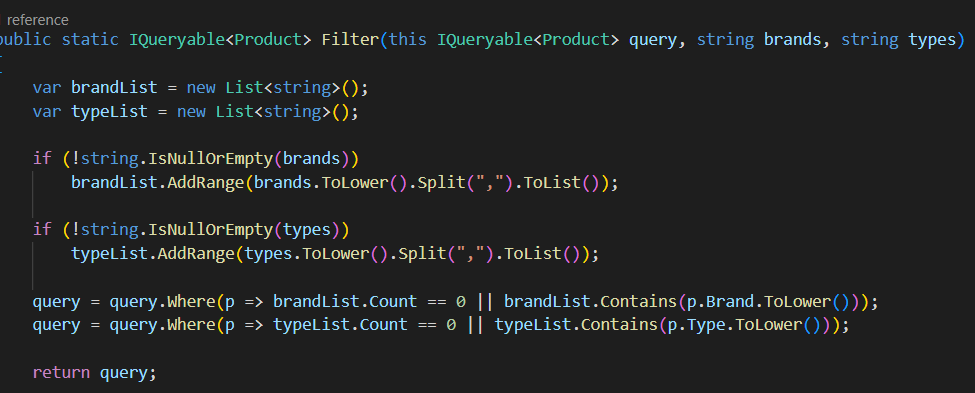 reference
public static IQueryable<Product> Filter(this IQueryable<Product> query, string brands, string types)
{
var brandList = new List<string>();
var typeList = new List<string>();
if (!string.IsNullOrEmpty(brands))
brandList.AddRange(brands.ToLower().Split(",").ToList());
if (!string.IsNullOrEmpty(types))
typeList.AddRange(types.ToLower().Split(",").ToList());
query = query.Where(p => brandList.Count == 0 || brandList.Contains(p.Brand.ToLower()));
query = query.Where(p => typeList.Count == 0 || typeList.Contains(p.Type.ToLower()));
return query;